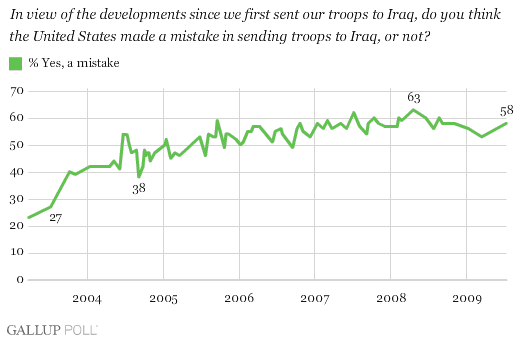 In view of the developments since we first sent our troops to Iraq, do you think
the United States made a mistake in sending troops to Iraq, or not?
% Yes, a mistake
70
60
50
40
30
20
10
0
27
38
63
58
2004 2005 2006 2007 2008 2009
GALLUP POLL